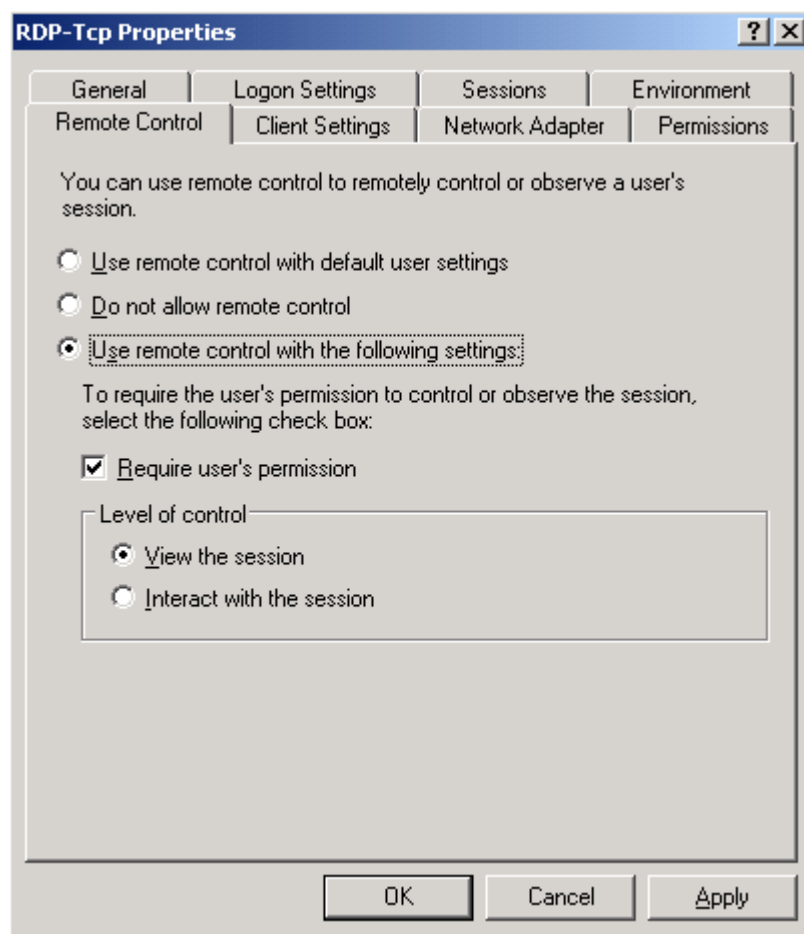 RDP-Tcp Properties
General Logon Settings Sessions Environment
Remote Control Client Settings Network Adapter Permissions
You can use remote control to remotely control or observe a user's
session.
Use remote control with default user settings
Do not allow remote control
Use remote control with the following settings:
To require the user's permission to control or observe the session,
select the following check box:
Require user's permission
Level of control
View the session
Interact with the session
OK Cancel Apply